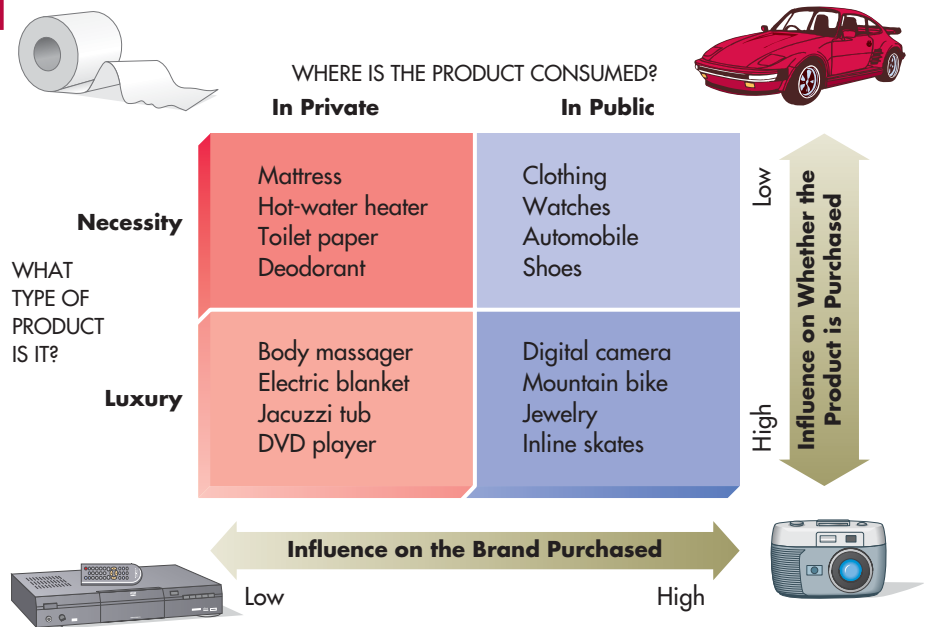 WHERE IS THE PRODUCT CONSUMED?
In Private
In Public
WHAT
TYPE OF
PRODUCT
IS IT?
Necessity
Mattress
Hot-water heater
Toilet paper
Deodorant
Clothing
Watches
Automobile
Shoes
Luxury
Body massager
Electric blanket
Jacuzzi tub
DVD player
Digital camera
Mountain bike
Jewelry
Inline skates
Low
High
Influence on Whether the
Product is Purchased
Influence on the Brand Purchased
Low
High